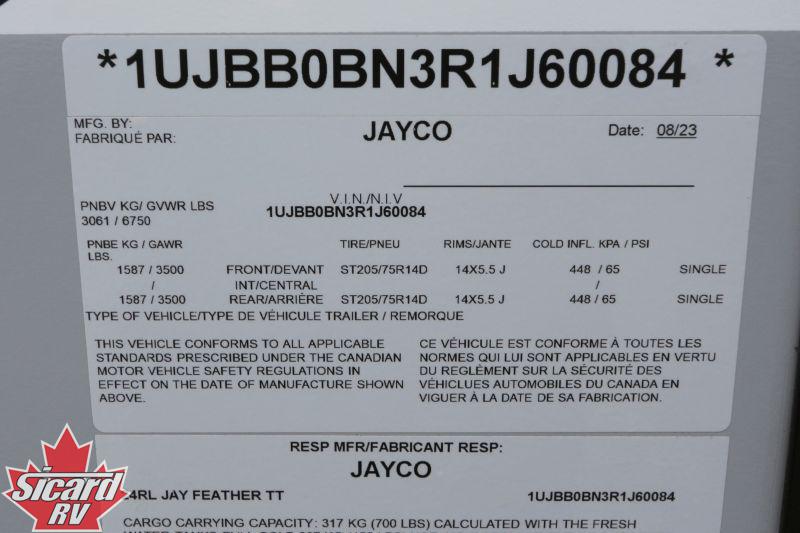 *1UJBB0BN3R1J60084 *
MFG. BY:
FABRIQUÉ PAR:
JAYCO
Date: 08/23
PNBV KG/ GVWR LBS
3061 / 6750
V.I.N./N.I.V
1UJBB0BN3R1J60084
PNBE KG / GAWR LBS. TIRE/PNEU RIMS/JANTE COLD INFL. KPA / PSI
1587 / 3500 FRONT/DEVANT ST205/75R14D 14X5.5 J 448 / 65 SINGLE
/ INT/CENTRAL /
1587 / 3500 REAR/ARRIÈRE ST205/75R14D 14X5.5 J 448 / 65 SINGLE
TYPE OF VEHICLE/TYPE DE VÉHICULE TRAILER / REMORQUE
THIS VEHICLE CONFORMS TO ALL APPLICABLE
STANDARDS PRESCRIBED UNDER THE CANADIAN
MOTOR VEHICLE SAFETY REGULATIONS IN
EFFECT ON THE DATE OF MANUFACTURE SHOWN
ABOVE.
CE VÉHICULE EST CONFORME À TOUTES LES
NORMES QUI LUI SONT APPLICABLES EN VERTU
DU REGLÈMENT SUR LA SÉCURITÉ DES
VÉHICLUES AUTOMOBILES DU CANADA EN
VIGUER À LA DATE DE SA FABRICATION.
RESP MFR/FABRICANT RESP:
JAYCO
24RL JAY FEATHER TT 1UJBB0BN3R1J60084
CARGO CARRYING CAPACITY: 317 KG (700 LBS) CALCULATED WITH THE FRESH
Sicard
RV